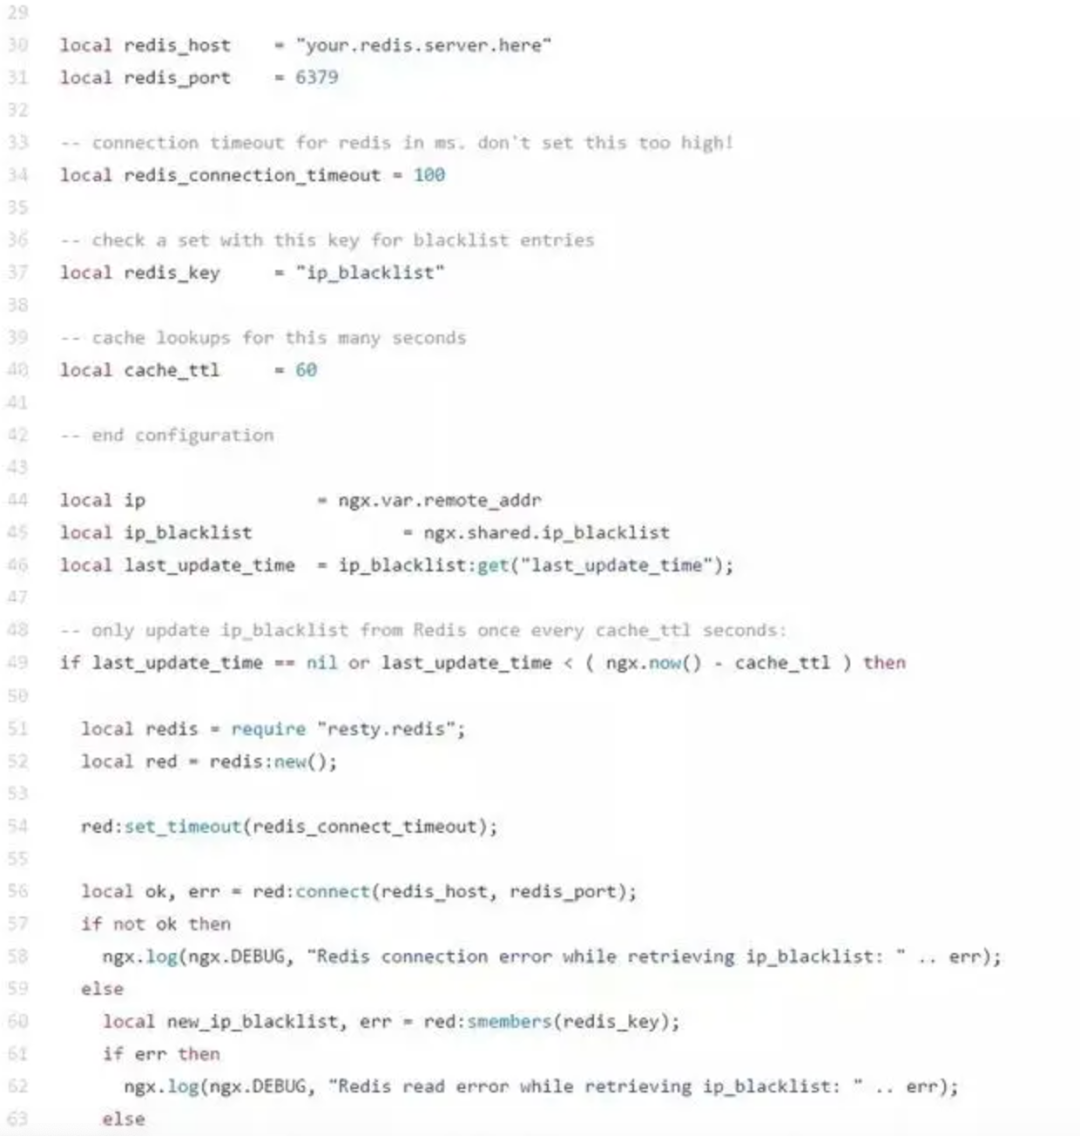 29
30 local redis_host    = "your.redis.server.here"
31 local redis_port    = 6379
32
33 -- connection timeout for redis in ms. don't set this too high!
34 local redis_connection_timeout = 100
35
36 -- check a set with this key for blacklist entries
37 local redis_key     = "ip_blacklist"
38
39 -- cache lookups for this many seconds
40 local cache_ttl     = 60
41
42 -- end configuration
43
44 local ip                = ngx.var.remote_addr
45 local ip_blacklist              = ngx.shared.ip_blacklist
46 local last_update_time  = ip_blacklist:get("last_update_time");
47
48 -- only update ip_blacklist from Redis once every cache_ttl seconds:
49 if last_update_time == nil or last_update_time < ( ngx.now() - cache_ttl ) then
50
51   local redis = require "resty.redis";
52   local red = redis:new();
53
54   red:set_timeout(redis_connect_timeout);
55
56   local ok, err = red:connect(redis_host, redis_port);
57   if not ok then
58     ngx.log(ngx.DEBUG, "Redis connection error while retrieving ip_blacklist: " .. err);
59   else
60     local new_ip_blacklist, err = red:smembers(redis_key);
61     if err then
62       ngx.log(ngx.DEBUG, "Redis read error while retrieving ip_blacklist: " .. err);
63     else